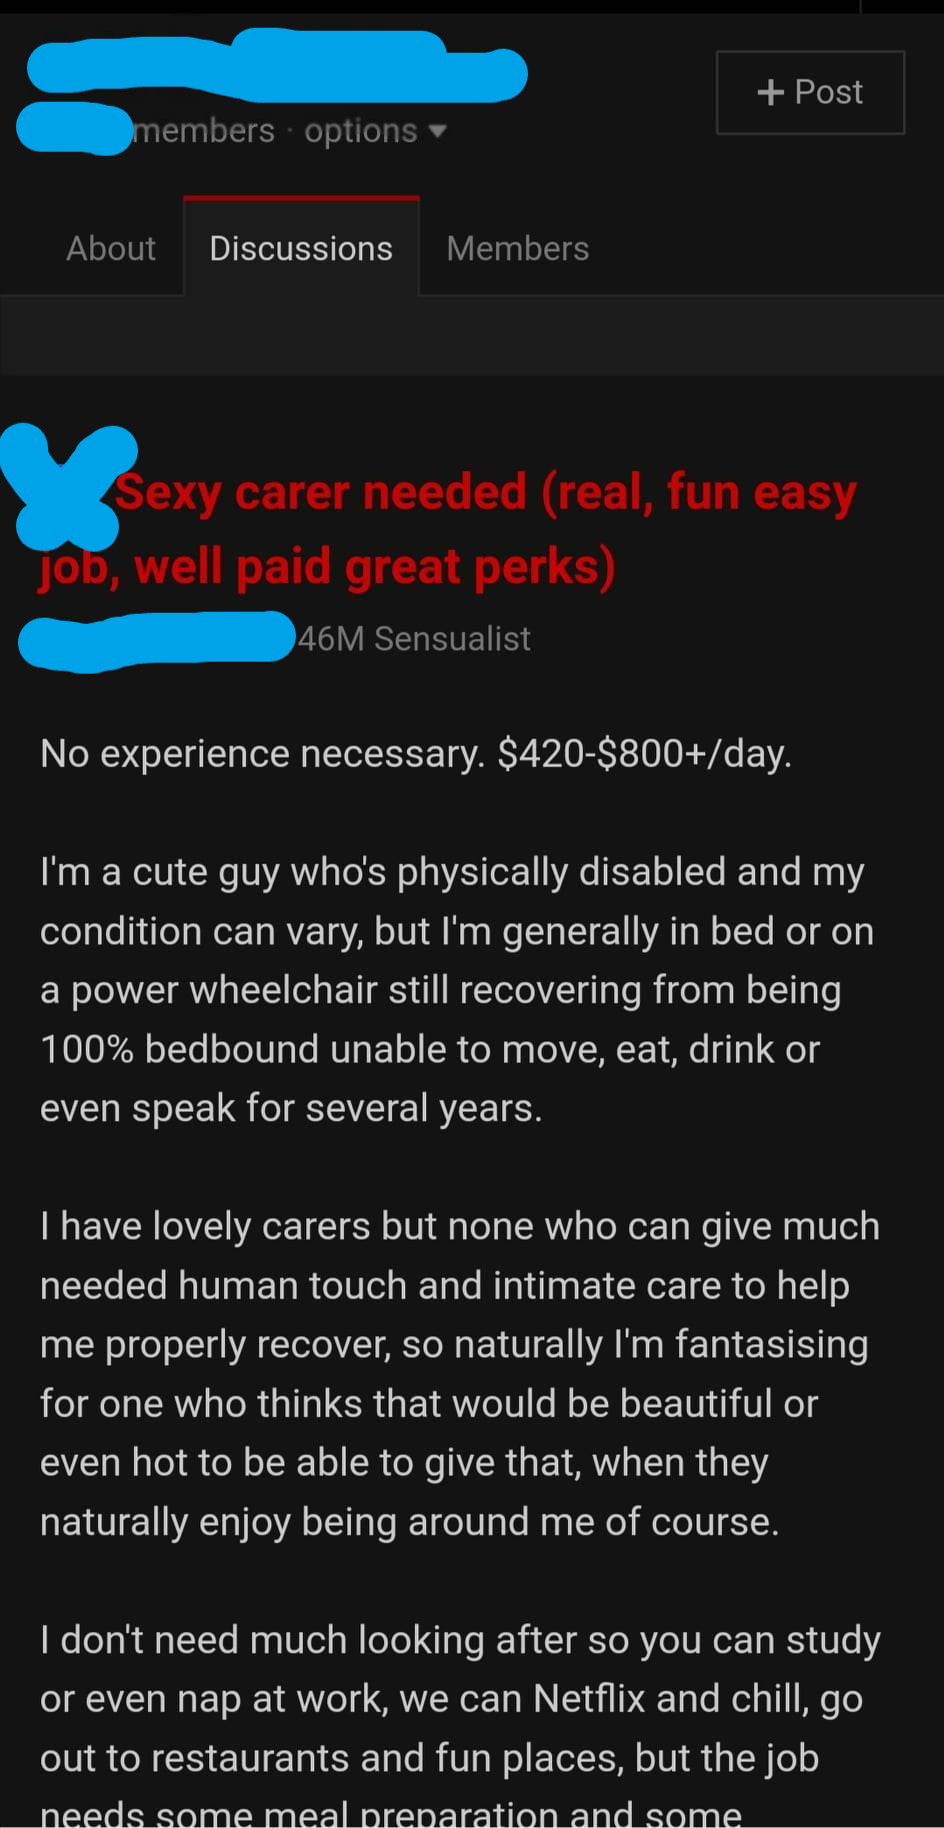 members · options ▼
+ Post
About Discussions Members
Sexy carer needed (real, fun easy
job, well paid great perks)
46M Sensualist
No experience necessary. $420-$800+/day.
I'm a cute guy who's physically disabled and my
condition can vary, but I'm generally in bed or on
a power wheelchair still recovering from being
100% bedbound unable to move, eat, drink or
even speak for several years.
I have lovely carers but none who can give much
needed human touch and intimate care to help
me properly recover, so naturally I'm fantasising
for one who thinks that would be beautiful or
even hot to be able to give that, when they
naturally enjoy being around me of course.
I don't need much looking after so you can study
or even nap at work, we can Netflix and chill, go
out to restaurants and fun places, but the job
needs some meal preparation and some